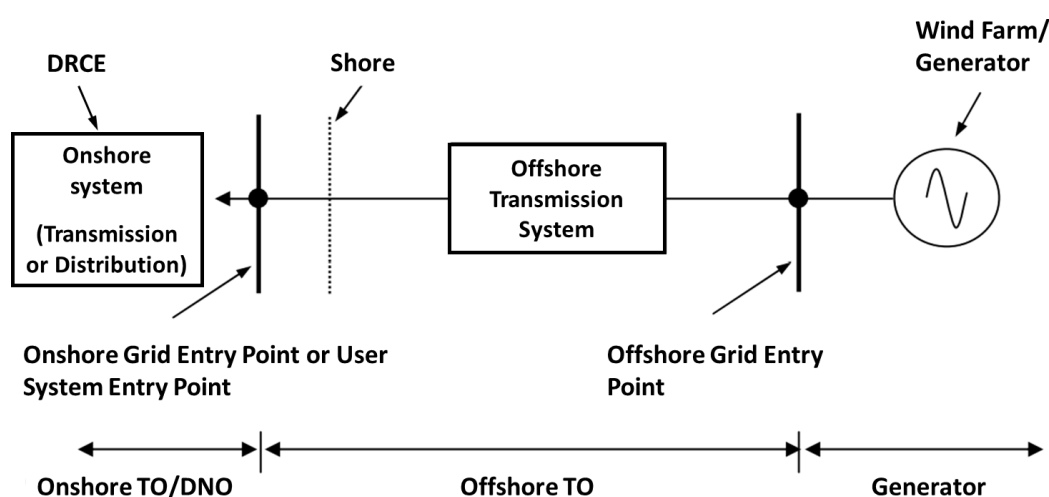 DRCE
Shore
Wind Farm/
Generator
Onshore
system
(Transmission
or Distribution)
Offshore
Transmission
System
Onshore Grid Entry Point or User
System Entry Point
Offshore Grid Entry
Point
Onshore TO/DNO
Offshore TO
Generator